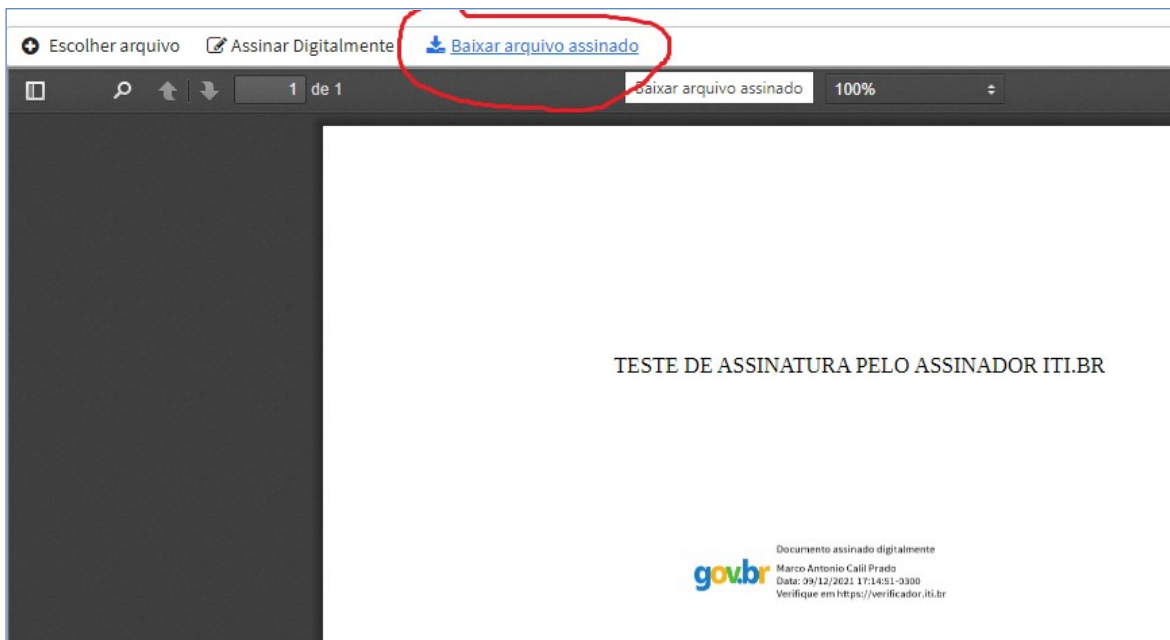 Escolher arquivo Assinar Digitalmente Baixar arquivo assinado
1 de 1 Baixar arquivo assinado 100%
TESTE DE ASSINATURA PELO ASSINADOR ITI.BR
Documento assinado digitalmente
gov.br Marco Antonio Calil Prado
Data: 09/12/2021 17:14:51-0300
Verifique em https://verificador.iti.br